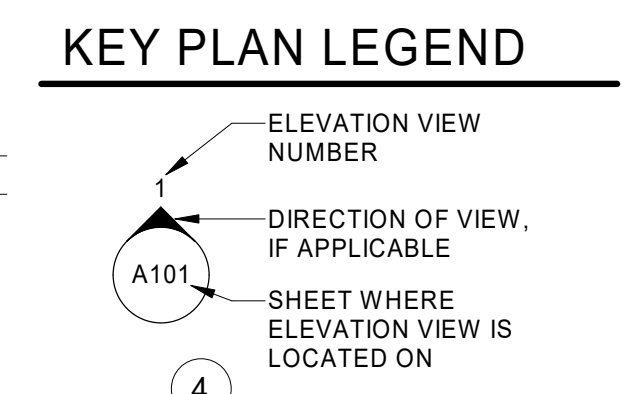 KEY PLAN LEGEND
ELEVATION VIEW
NUMBER
1
DIRECTION OF VIEW,
IF APPLICABLE
A101
SHEET WHERE
ELEVATION VIEW IS
LOCATED ON
4